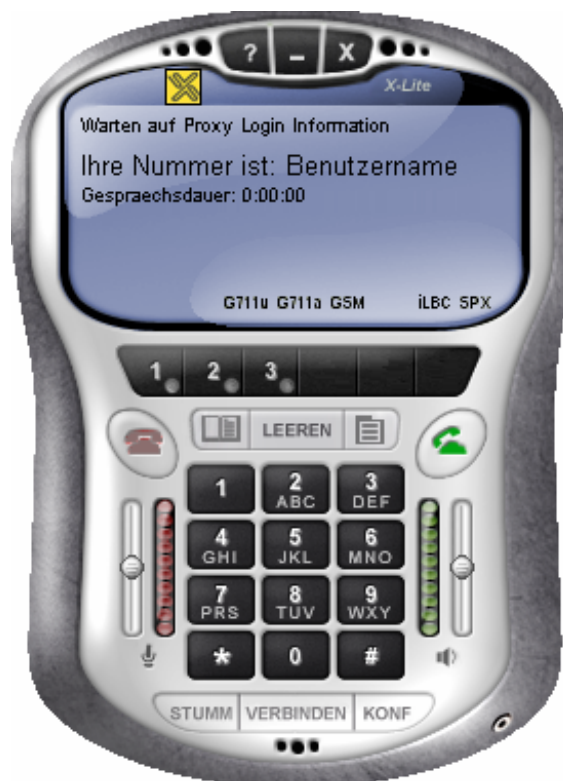 ? – X
X-Lite
Warten auf Proxy Login Information
Ihre Nummer ist: Benutzername
Gespraechsdauer: 0:00:00
G711u G711a GSM iLBC SPX
1 2 3
LEEREN
1 2 ABC 3 DEF
4 GHI 5 JKL 6 MNO
7 PRS 8 TUV 9 WXY
* 0 #
STUMM VERBINDEN KONF